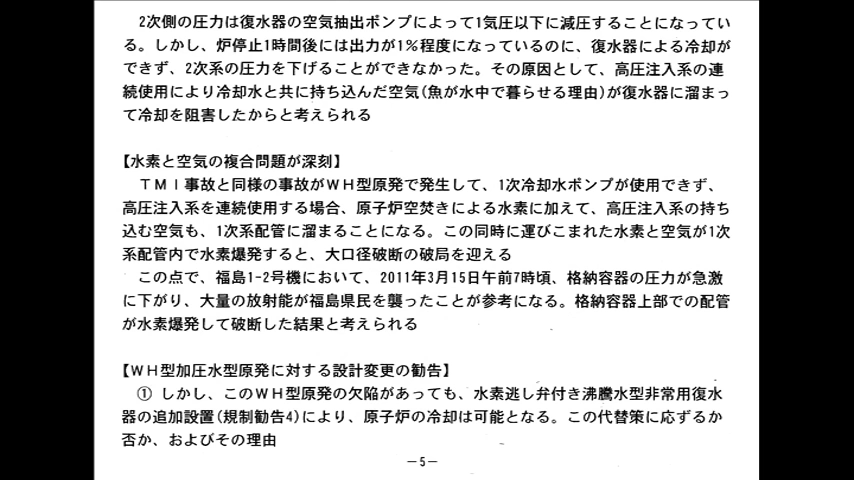 2次側の圧力は復水器の空気抽出ポンプによって1気圧以下に減圧することになってい
る。しかし、炉停止1時間後には出力が1%程度になっているのに、復水器による冷却が
できず、2次系の圧力を下げることができなかった。その原因として、高圧注入系の連
続使用により冷却水と共に持ち込んだ空気(魚が水中で暮らせる理由)が復水器に溜まっ
て冷却を阻害したからと考えられる
【水素と空気の複合問題が深刻】
TMI事故と同様の事故がWH型原発で発生して、1次冷却水ポンプが使用できず、
高圧注入系を連続使用する場合、原子炉空焚きによる水素に加えて、高圧注入系の持ち
込む空気も、1次系配管に溜まることになる。この同時に運びこまれた水素と空気が1次
系配管内で水素爆発すると、大口径破断の破局を迎える
この点で、福島1-2号機において、2011年3月15日午前7時頃、格納容器の圧力が急激
に下がり、大量の放射能が福島県民を襲ったことが参考になる。格納容器上部での配管
が水素爆発して破断した結果と考えられる
【WH型加圧水型原発に対する設計変更の勧告】
① しかし、このWH型原発の欠陥があっても、水素逃し弁付き沸騰水型非常用復水
器の追加設置(規制勧告4)により、原子炉の冷却は可能となる。この代替策に応ずるか
否か、およびその理由
－5－